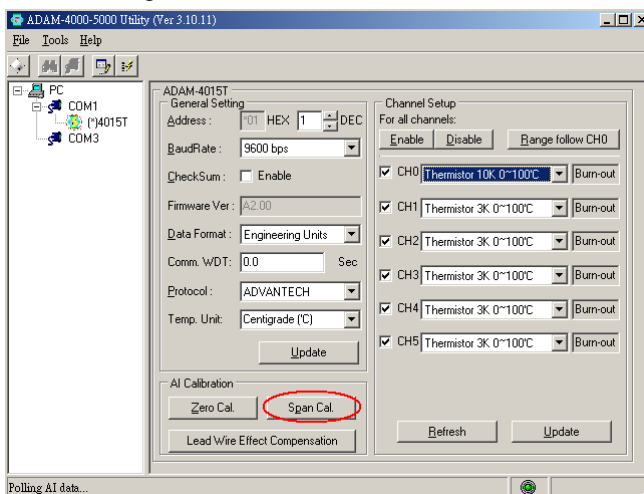 ADAM-4000-5000 Utility (Ver 3.10.11)
File Tools Help
PC
COM1
(*)4015T
COM3
ADAM-4015T
General Setting
Address : *01 HEX 1 DEC
BaudRate : 9600 bps
CheckSum : Enable
Firmware Ver : A2.00
Data Format : Engineering Units
Comm. WDT: 0.0 Sec
Protocol : ADVANTECH
Temp. Unit: Centigrade (°C)
Update
AI Calibration
Zero Cal. Span Cal.
Lead Wire Effect Compensation
Channel Setup
For all channels:
Enable Disable Range follow CH0
CH0 Thermistor 10K 0~100°C Burn-out
CH1 Thermistor 3K 0~100°C Burn-out
CH2 Thermistor 3K 0~100°C Burn-out
CH3 Thermistor 3K 0~100°C Burn-out
CH4 Thermistor 3K 0~100°C Burn-out
CH5 Thermistor 3K 0~100°C Burn-out
Refresh Update
Polling AI data...